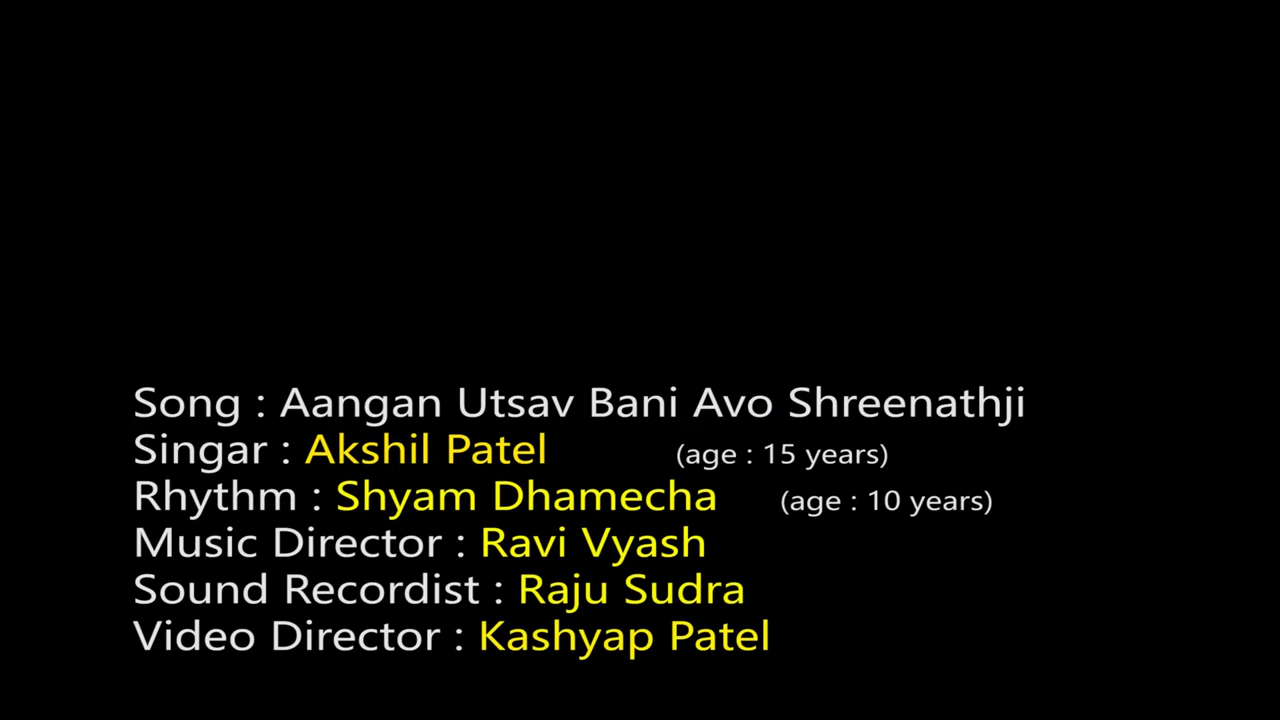 Song : Aangan Utsav Bani Avo Shreenathji
Singar : Akshil Patel (age : 15 years)
Rhythm : Shyam Dhamecha (age : 10 years)
Music Director : Ravi Vyash
Sound Recordist : Raju Sudra
Video Director : Kashyap Patel